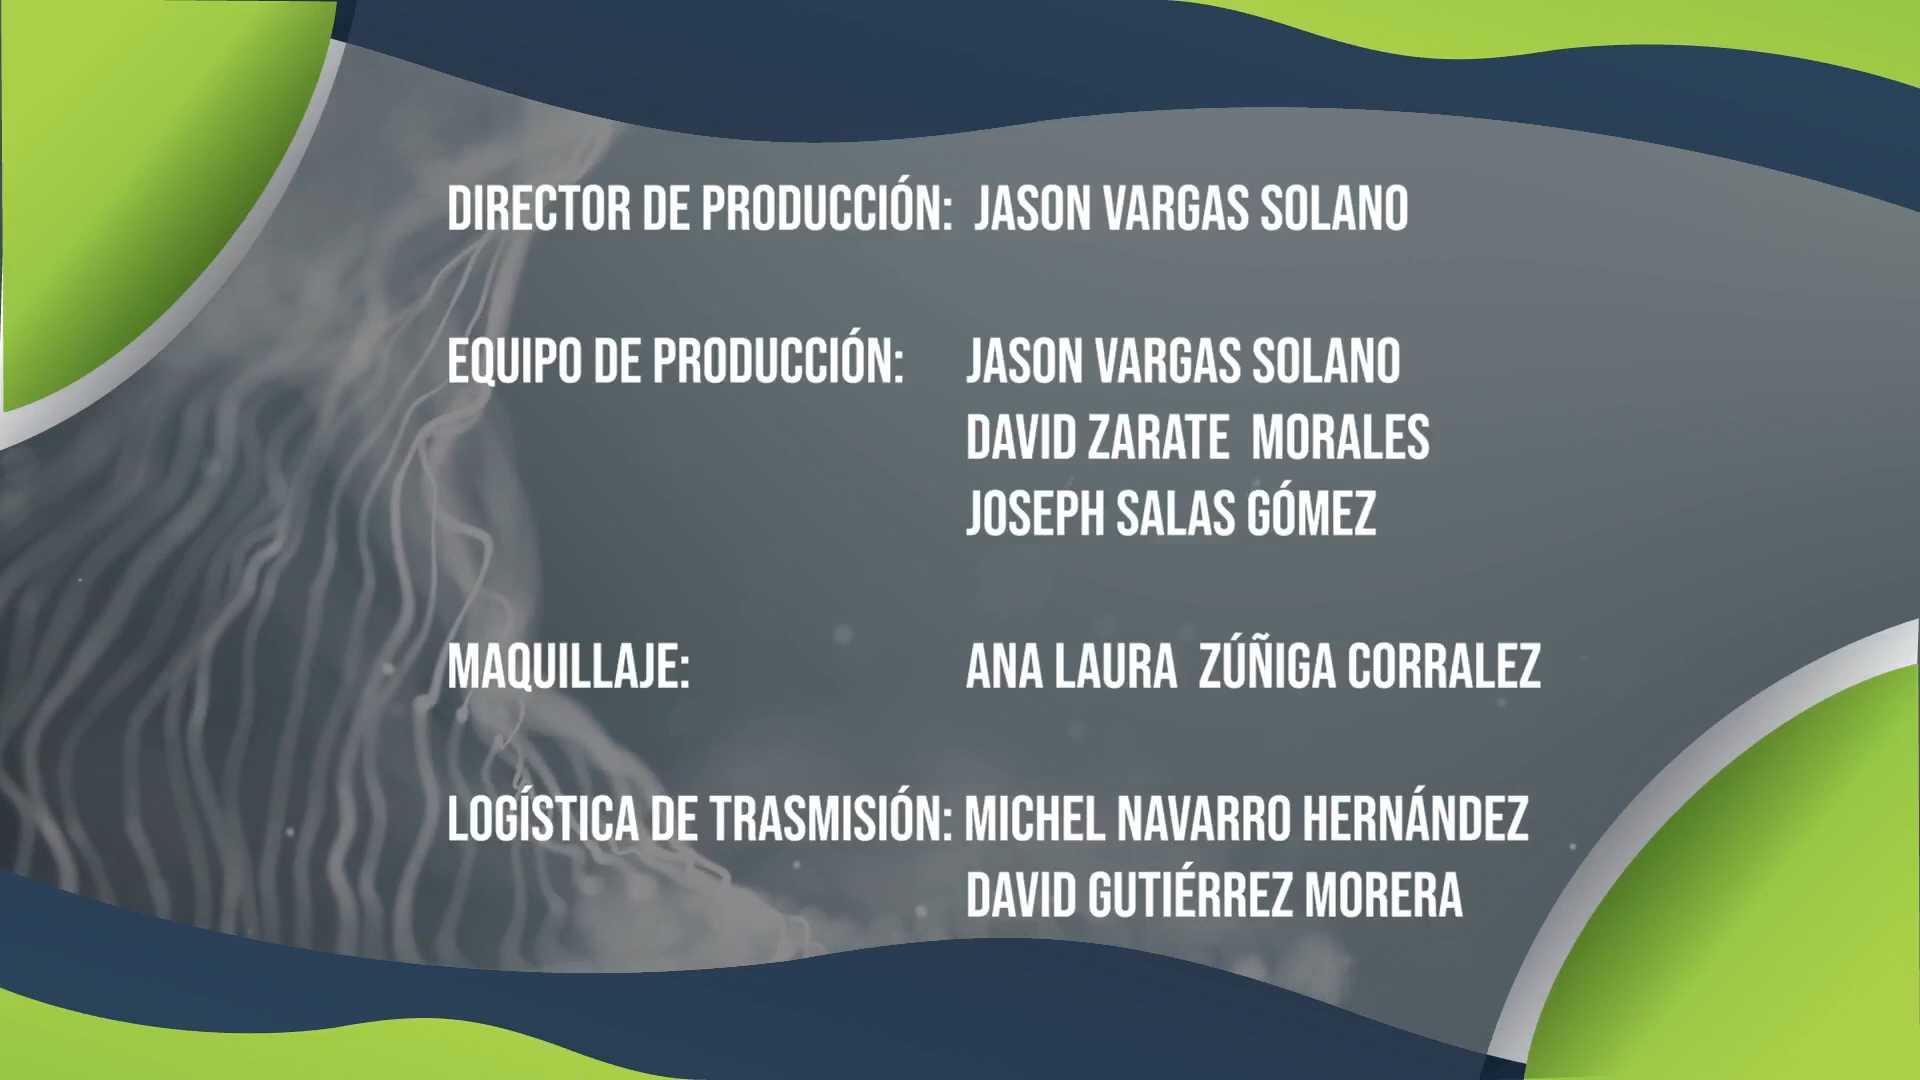 DIRECTOR DE PRODUCCIÓN: JASON VARGAS SOLANO
EQUIPO DE PRODUCCIÓN: JASON VARGAS SOLANO
DAVID ZARATE MORALES
JOSEPH SALAS GÓMEZ
MAQUILLAJE: ANA LAURA ZÚÑIGA CORRALEZ
LOGÍSTICA DE TRASMISIÓN: MICHEL NAVARRO HERNÁNDEZ
DAVID GUTIÉRREZ MORERA